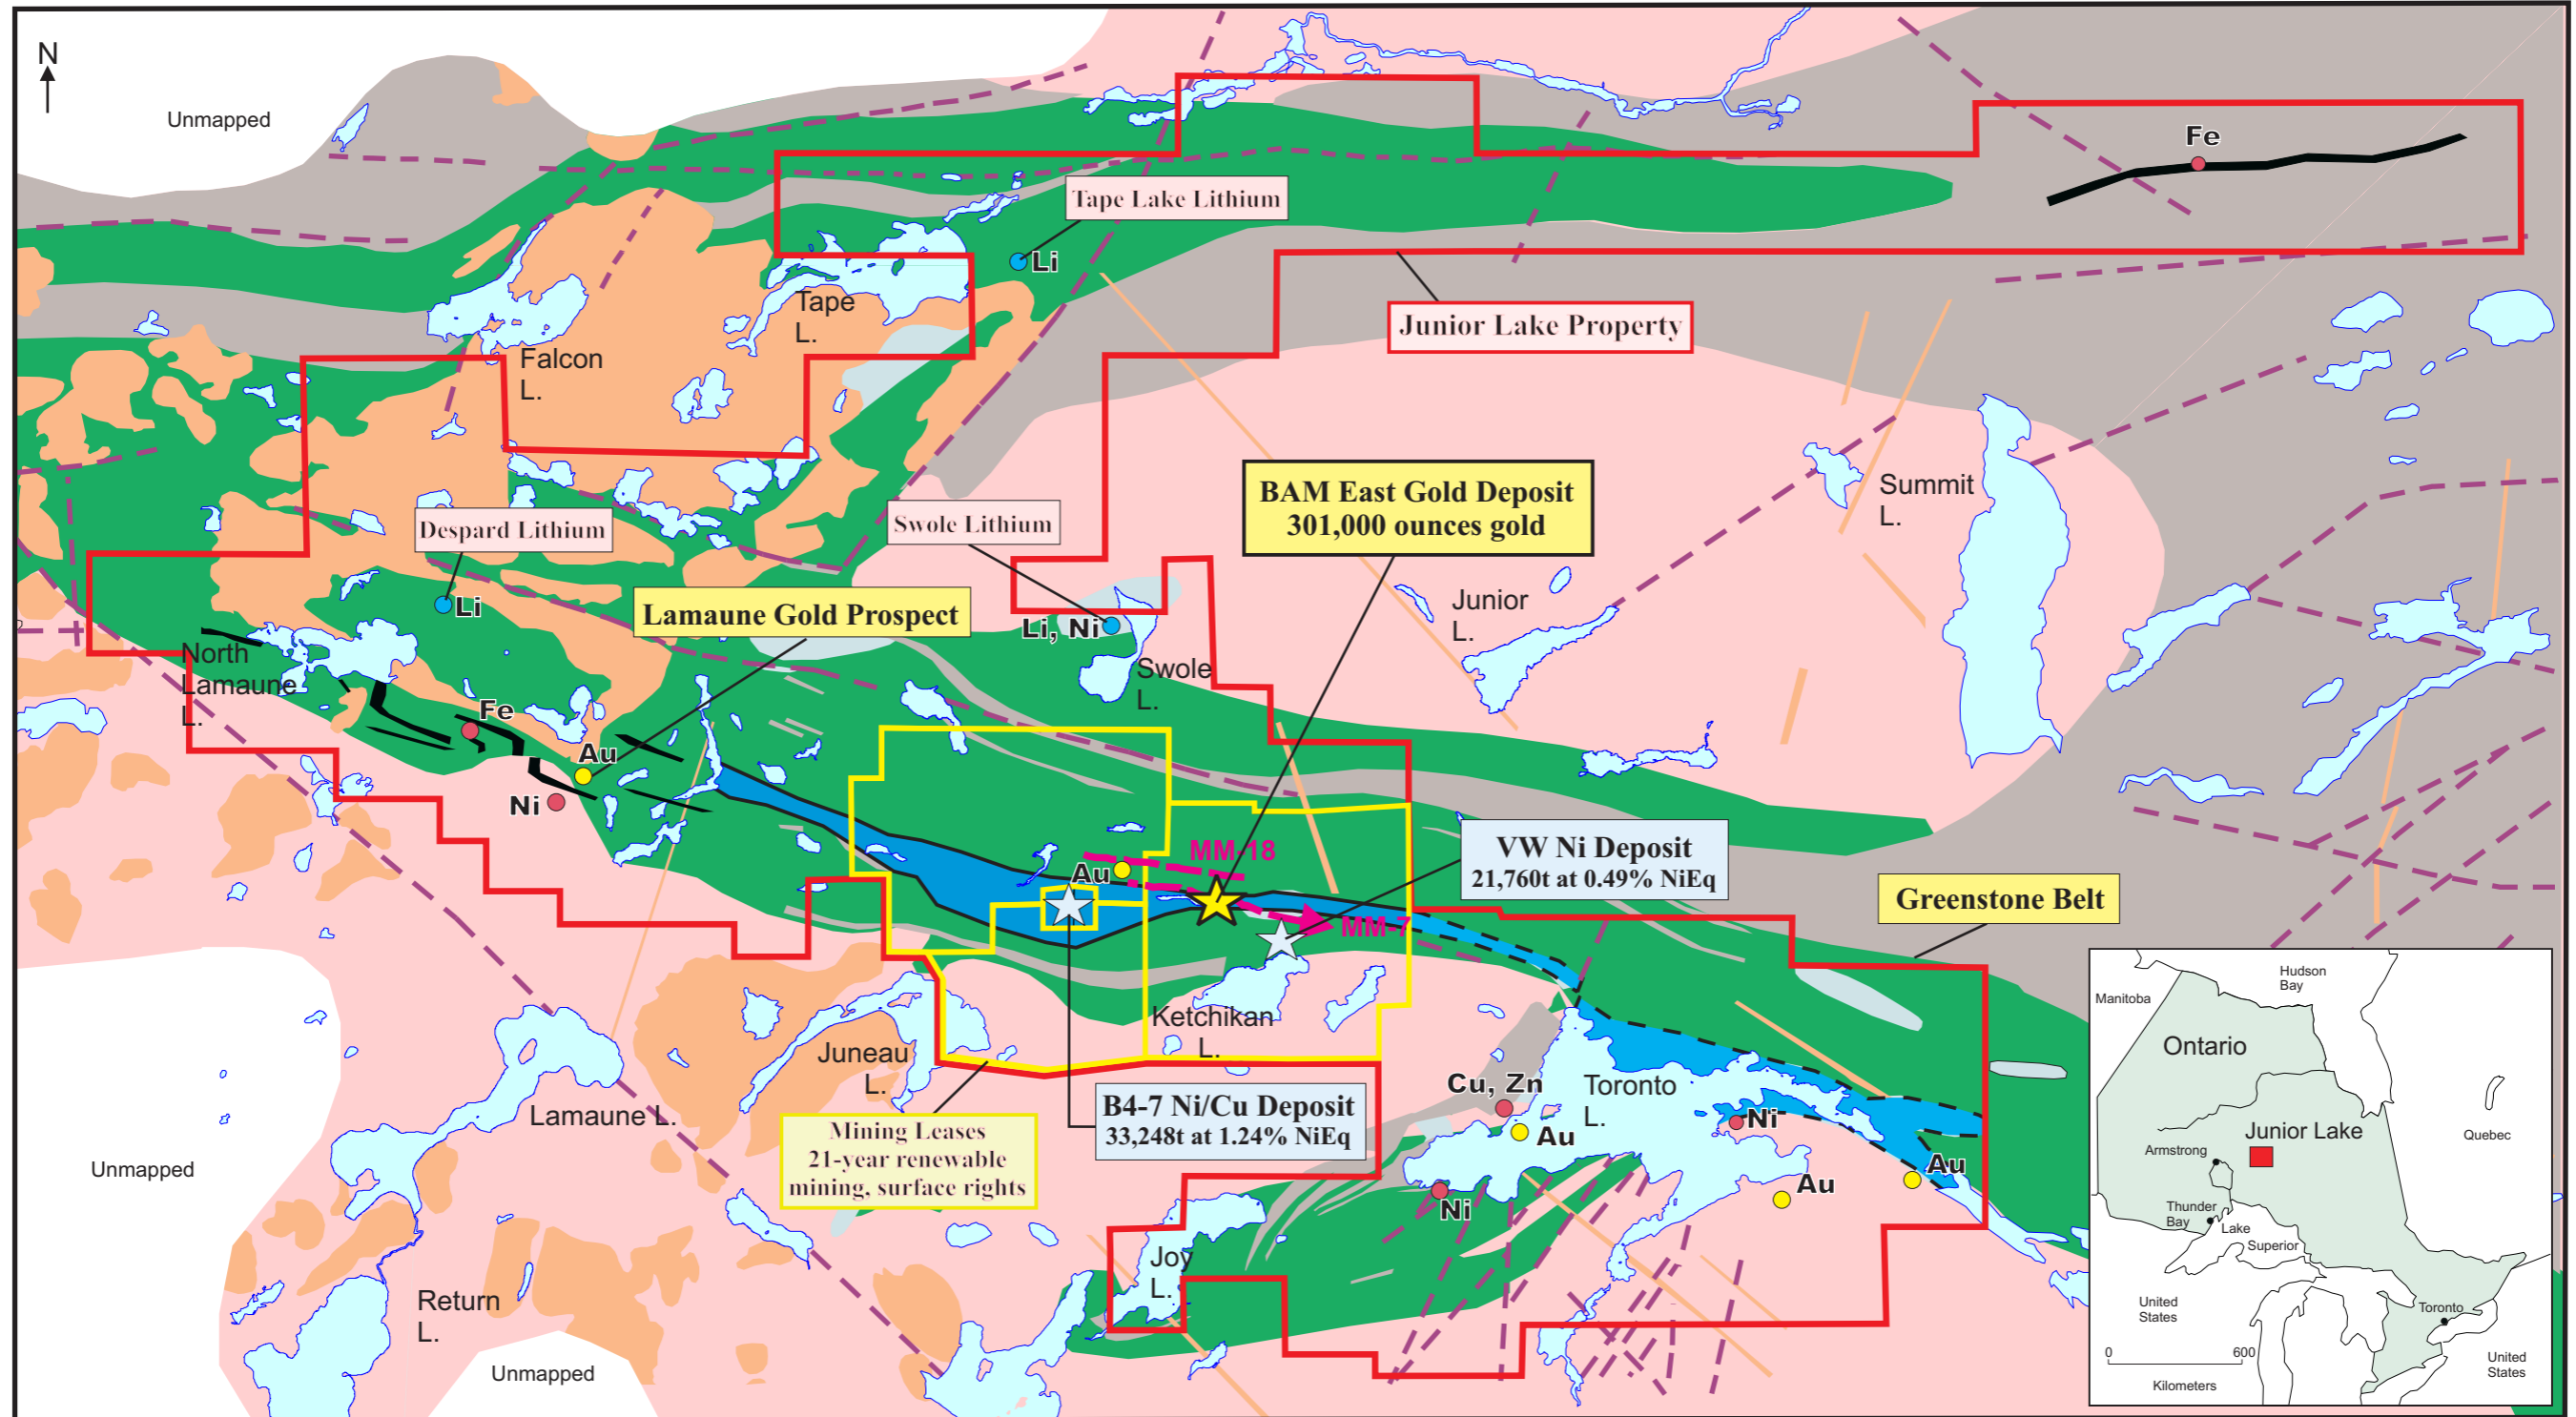 N
Unmapped
Fe
Tape Lake Lithium
Li
Tape
L.
Junior Lake Property
Falcon
L.
BAM East Gold Deposit
301,000 ounces gold
Summit
L.
Despard Lithium
Swole Lithium
Li
Lamaune Gold Prospect
Junior
L.
Li, Ni
North
Lamaune
L.
Swole
L.
Fe
Au
Ni
MM-18
Au
VW Ni Deposit
21,760t at 0.49% NiEq
Greenstone Belt
MM-7
Ketchikan
L.
Juneau
L.
Lamaune L.
Cu, Zn
Toronto
L.
Ni
Au
B4-7 Ni/Cu Deposit
33,248t at 1.24% NiEq
Mining Leases
21-year renewable
mining, surface rights
Au
Au
Ni
Unmapped
Joy
L.
Return
L.
Unmapped
Hudson
Bay
Manitoba
Ontario
Junior Lake
Armstrong
Quebec
Thunder
Bay
Lake
Superior
United
States
Toronto
0 600
Kilometers
United
States